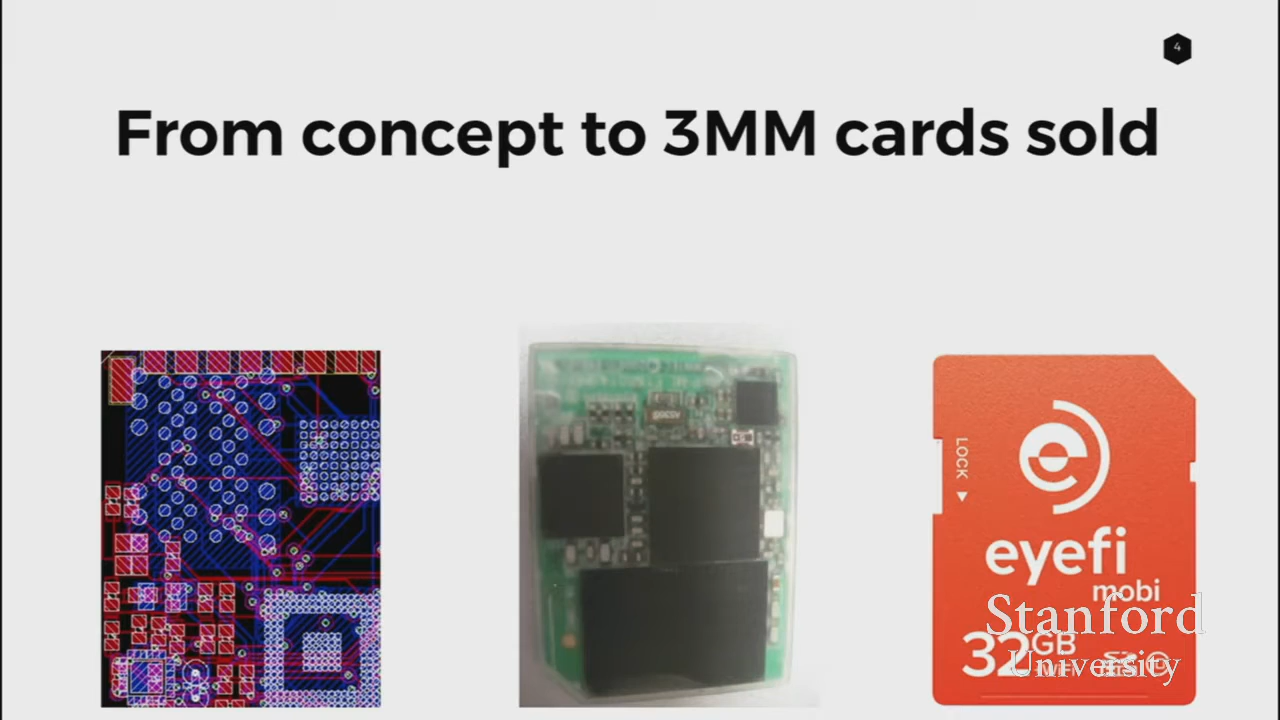 4
From concept to 3MM cards sold
LOCK
eyefi
mobi
32GB
Stanford
University